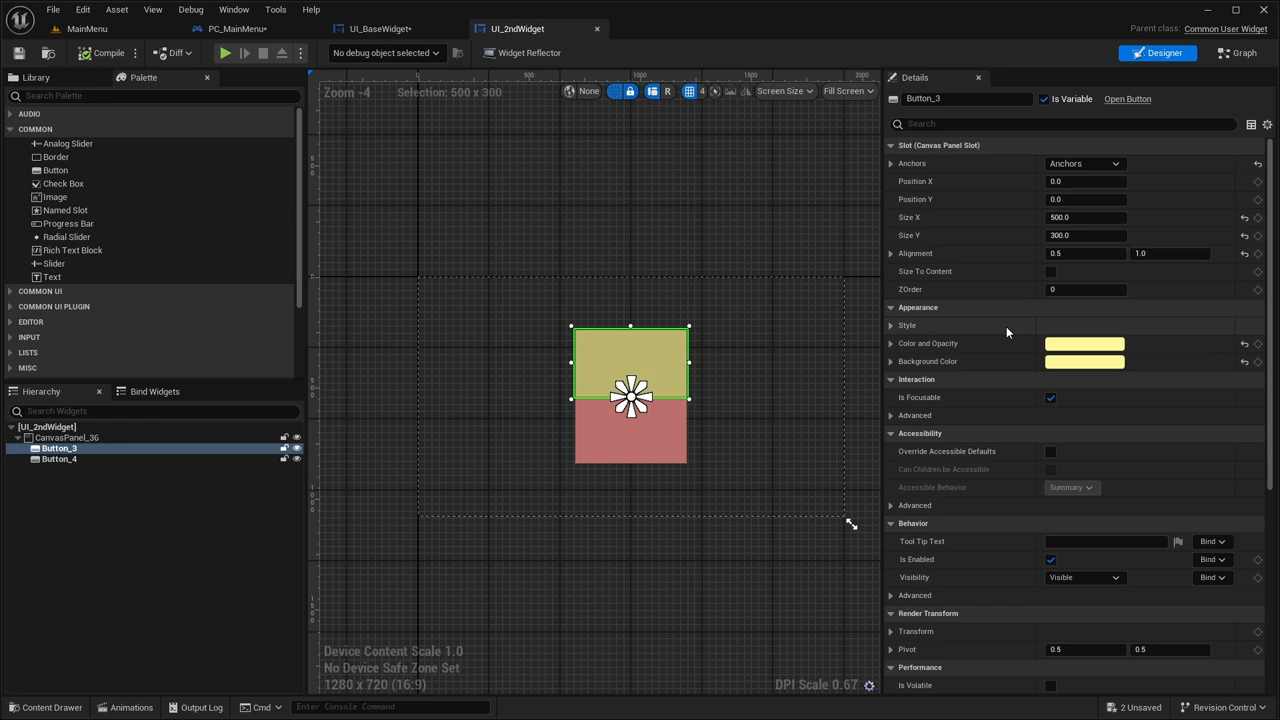 File Edit Asset View Debug Window Tools Help
MainMenu PC_MainMenu* UI_BaseWidget* UI_2ndWidget Parent class: Common User Widget
Compile Diff No debug object selected Widget Reflector Designer Graph
Library Palette
Search Palette
AUDIO
COMMON
Analog Slider
Border
Button
Check Box
Image
Named Slot
Progress Bar
Radial Slider
Rich Text Block
Slider
Text
COMMON UI
COMMON UI PLUGIN
EDITOR
INPUT
LISTS
MISC
Hierarchy Bind Widgets
Search Widgets
[UI_2ndWidget]
CanvasPanel_36
Button_3
Button_4
0 500 1000 1500 2000
Zoom -4 Selection: 500 x 300 None R 4 Screen Size Fill Screen
Device Content Scale 1.0
No Device Safe Zone Set
1280 x 720 (16:9) DPI Scale 0.67
Details
Button_3 Is Variable Open Button
Search
Slot (Canvas Panel Slot)
Anchors Anchors
Position X 0.0
Position Y 0.0
Size X 500.0
Size Y 300.0
Alignment 0.5 1.0
Size To Content
ZOrder 0
Appearance
Style
Color and Opacity
Background Color
Interaction
Is Focusable
Advanced
Accessibility
Override Accessible Defaults
Can Children be Accessible
Accessible Behavior Summary
Advanced
Behavior
Tool Tip Text Bind
Is Enabled Bind
Visibility Visible Bind
Advanced
Render Transform
Transform
Pivot 0.5 0.5
Performance
Is Volatile
Content Drawer Animations Output Log Cmd Enter Console Command 2 Unsaved Revision Control